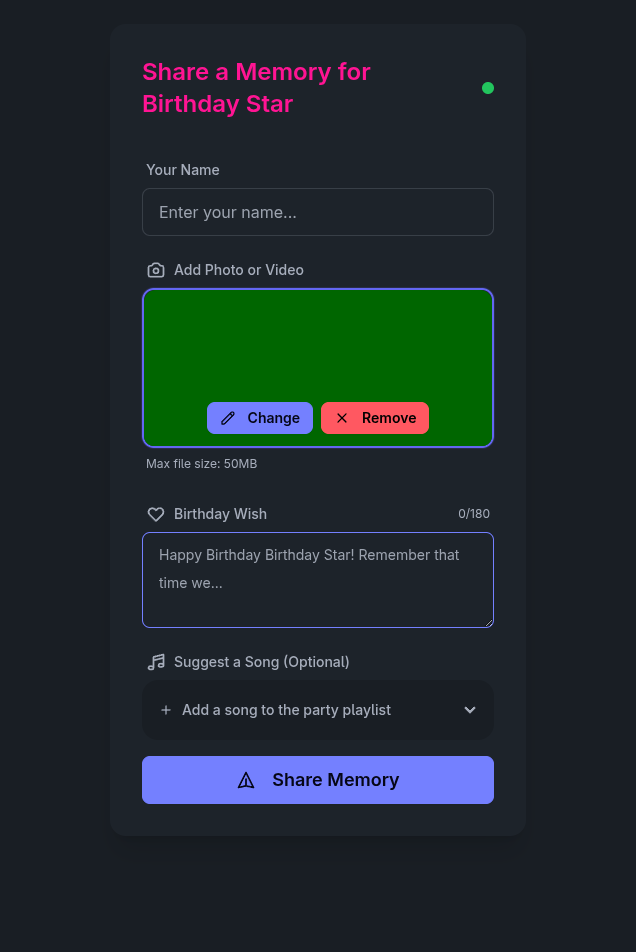 Share a Memory for
Birthday Star
Your Name
Enter your name...
Add Photo or Video
Change
Remove
Max file size: 50MB
Birthday Wish
0/180
Happy Birthday Birthday Star! Remember that
time we...
Suggest a Song (Optional)
Add a song to the party playlist
Share Memory